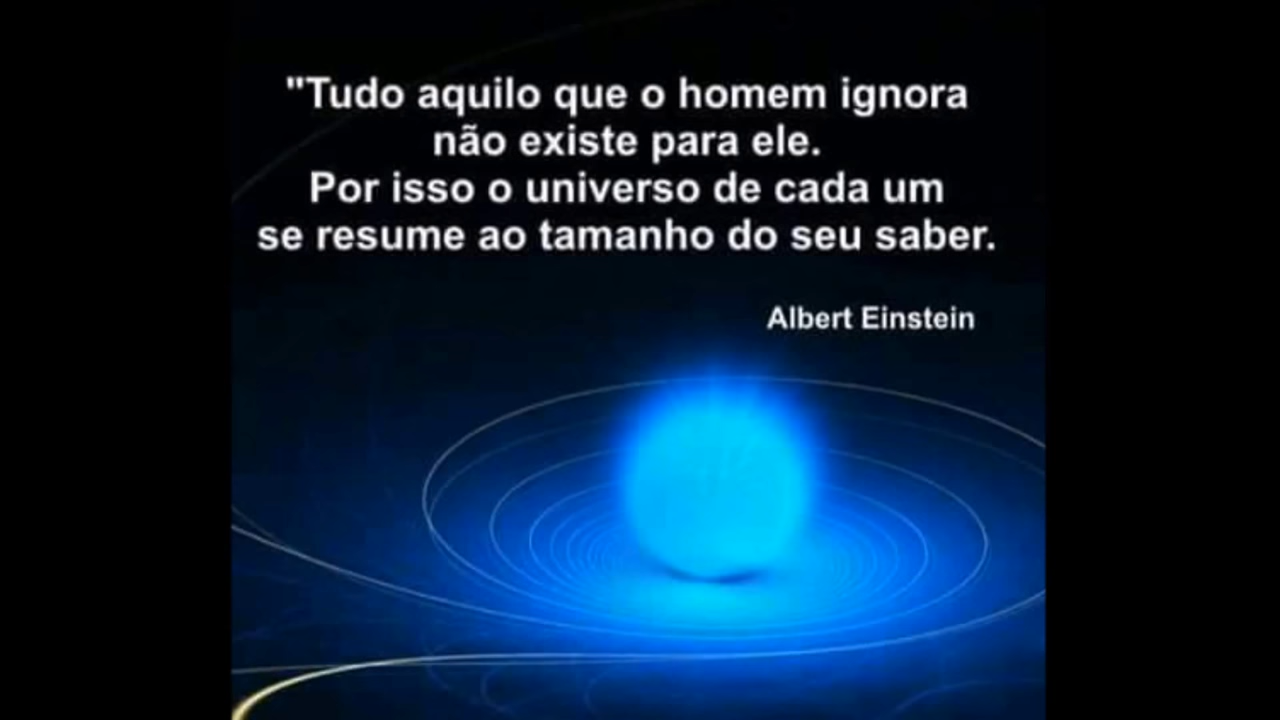 "Tudo aquilo que o homem ignora
não existe para ele.
Por isso o universo de cada um
se resume ao tamanho do seu saber.
Albert Einstein